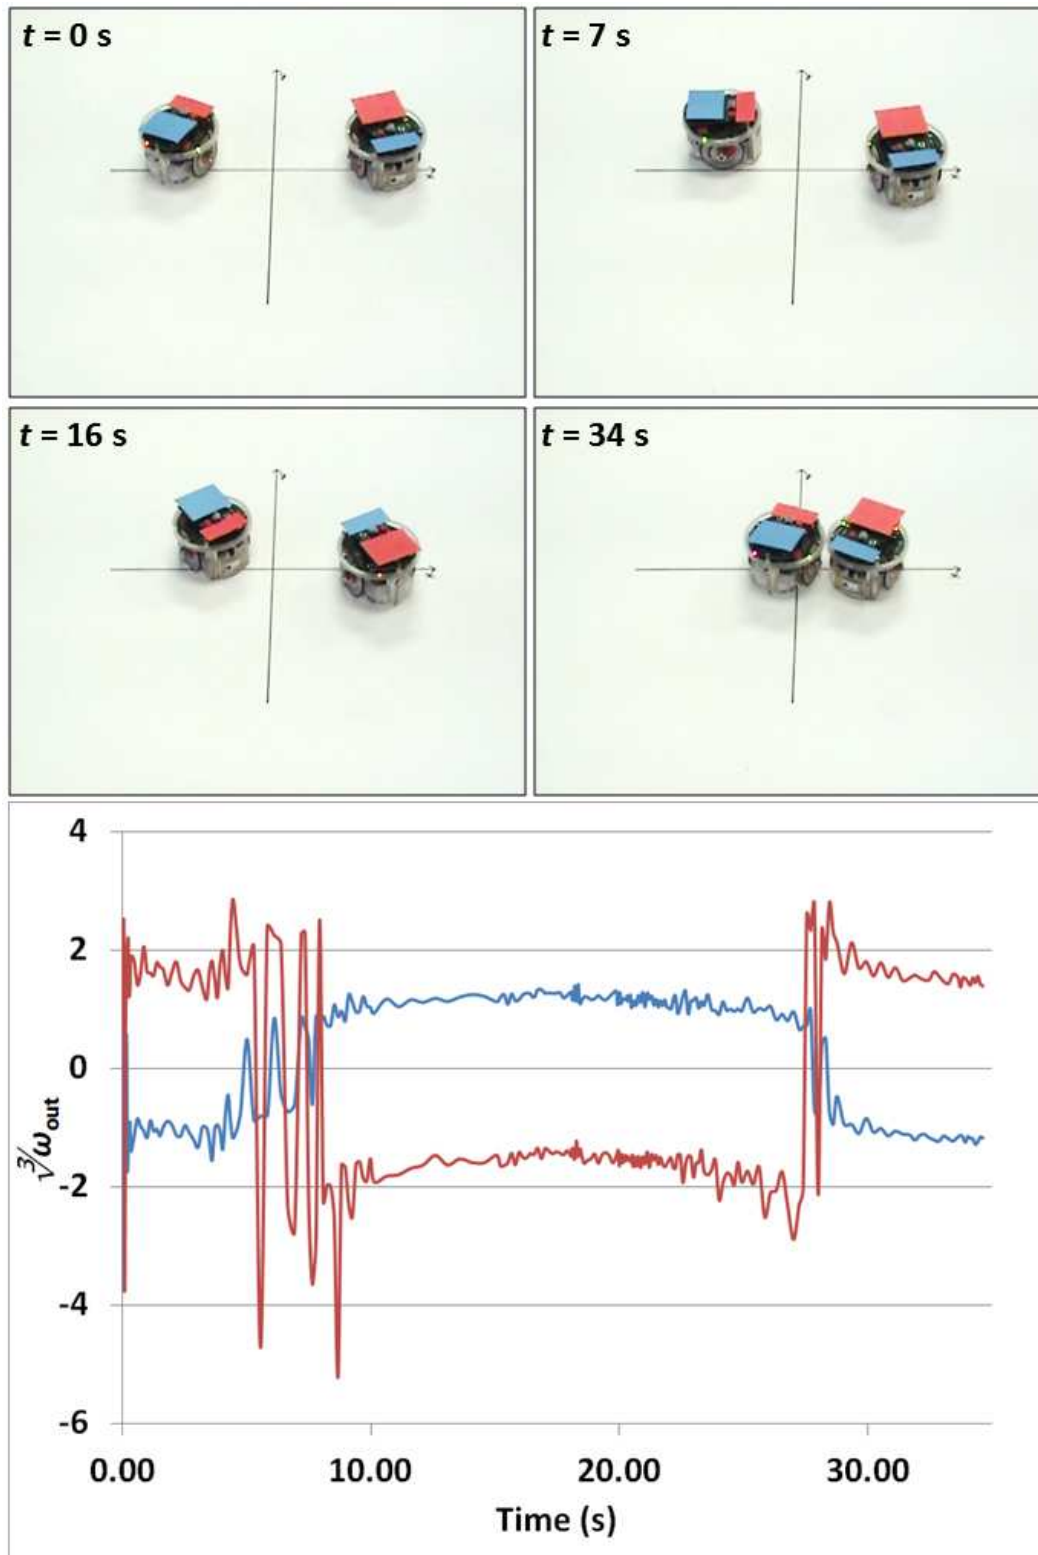 t = 0 s
t = 7 s
t = 16 s
t = 34 s
4
2
0
-2
-4
-6
∛ω_out
0.00 10.00 20.00 30.00
Time (s)